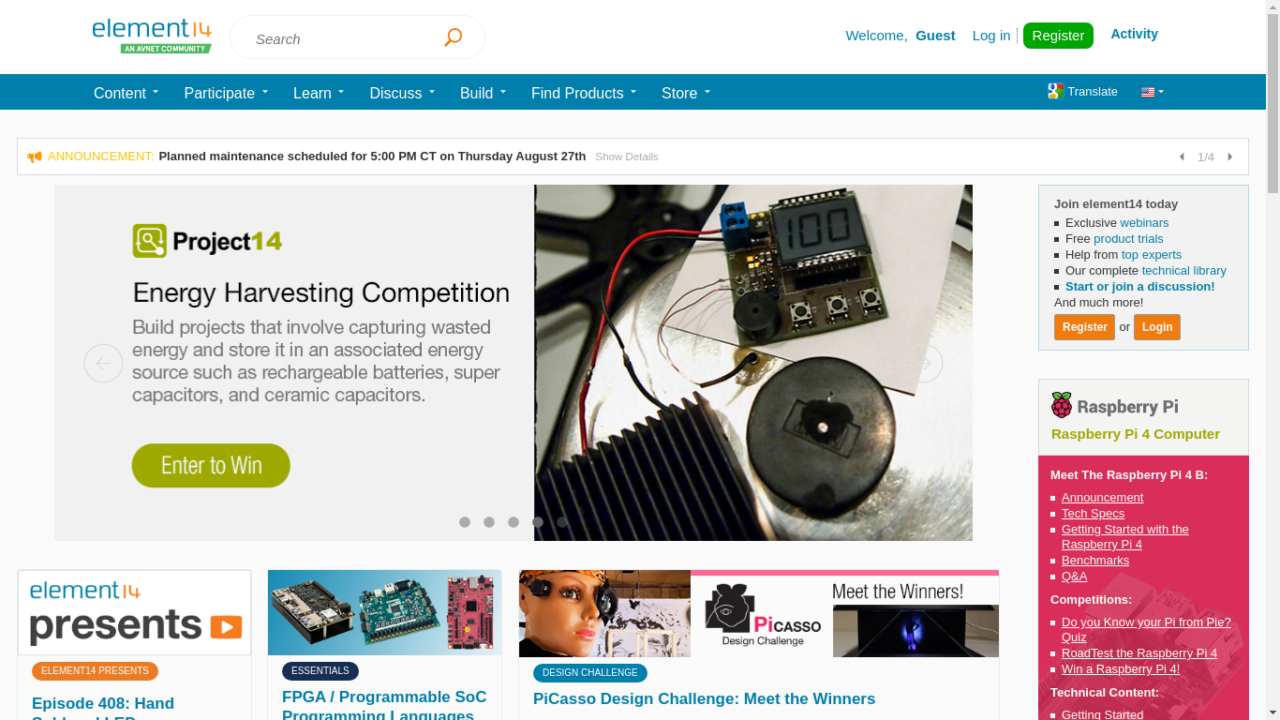 element14
AN AVNET COMMUNITY
Search
Welcome, Guest
Log in
Register
Activity
Content
Participate
Learn
Discuss
Build
Find Products
Store
Translate
ANNOUNCEMENT: Planned maintenance scheduled for 5:00 PM CT on Thursday August 27th Show Details
1/4
Project14
Energy Harvesting Competition
Build projects that involve capturing wasted
energy and store it in an associated energy
source such as rechargeable batteries, super
capacitors, and ceramic capacitors.
Enter to Win
100
Join element14 today
Exclusive webinars
Free product trials
Help from top experts
Our complete technical library
Start or join a discussion!
And much more!
Register or Login
Raspberry Pi
Raspberry Pi 4 Computer
Meet The Raspberry Pi 4 B:
Announcement
Tech Specs
Getting Started with the
Raspberry Pi 4
Benchmarks
Q&A
Competitions:
Do you Know your Pi from Pie?
Quiz
RoadTest the Raspberry Pi 4
Win a Raspberry Pi 4!
Technical Content:
Getting Started
element14
presents
ELEMENT14 PRESENTS
Episode 408: Hand
ESSENTIALS
FPGA / Programmable SoC
Programming Languages
PiCASSO
Design Challenge
Meet the Winners!
DESIGN CHALLENGE
PiCasso Design Challenge: Meet the Winners